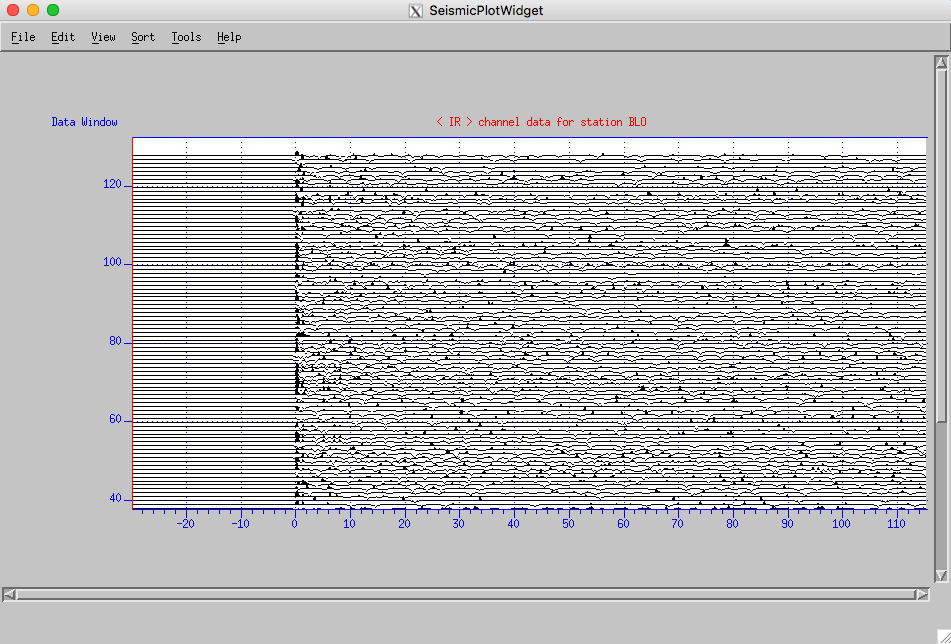 SeismicPlotWidget
File Edit View Sort Tools Help
Data Window
< IR > channel data for station BLO
120
100
80
60
40
-20 -10 0 10 20 30 40 50 60 70 80 90 100 110